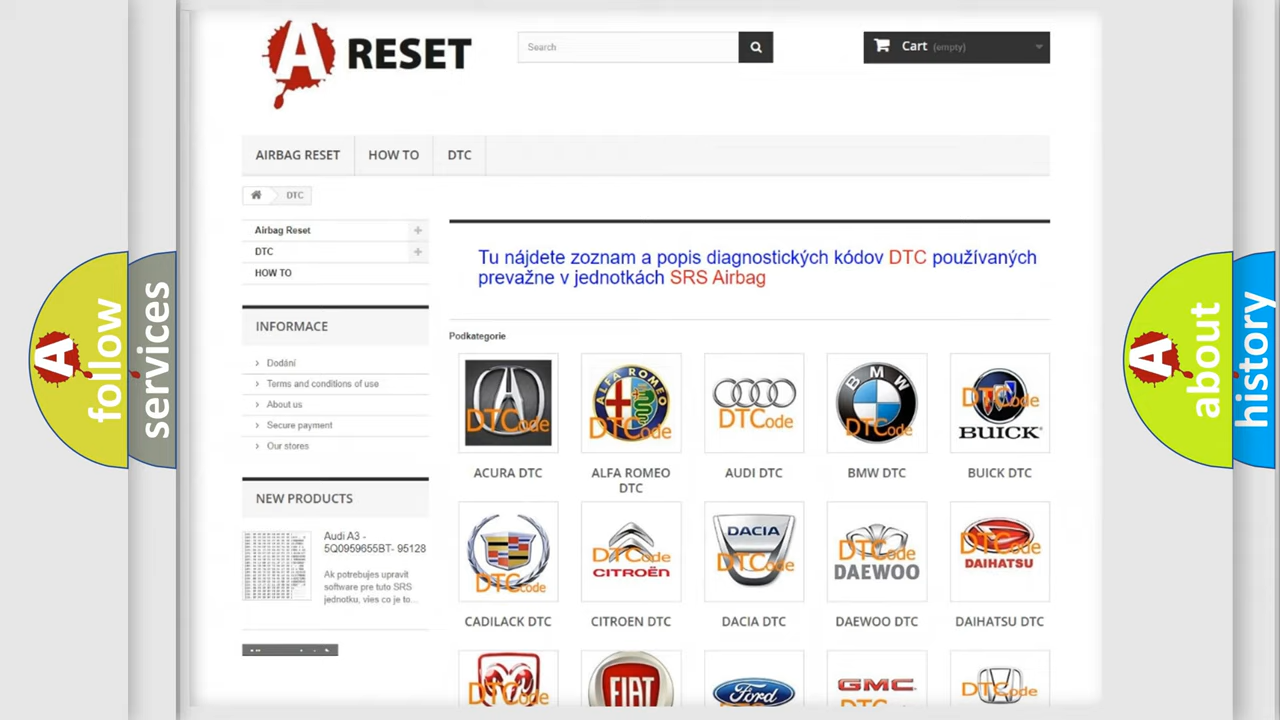 A RESET
Search
Cart (empty)
AIRBAG RESET
HOW TO
DTC
DTC
Airbag Reset
DTC
HOW TO
Tu nájdete zoznam a popis diagnostických kódov DTC používaných
prevažne v jednotkách SRS Airbag
INFORMACE
Dodání
Terms and conditions of use
About us
Secure payment
Our stores
NEW PRODUCTS
Audi A3 -
5Q0959655BT- 95128
Ak potrebujes upravit
software pre tuto SRS
jednotku, vies co je to...
Podkategorie
DTCode
ALFA ROMEO
DTCode
DTCode
BMW
DTCode
DTCode
BUICK
ACURA DTC
ALFA ROMEO
DTC
AUDI DTC
BMW DTC
BUICK DTC
DTCode
DTCode
CITROËN
DACIA
DTCode
DTCode
DAEWOO
DTCode
DAIHATSU
CADILACK DTC
CITROEN DTC
DACIA DTC
DAEWOO DTC
DAIHATSU DTC
DTCode
FIAT
Ford
GMC
DTCode
A follow
services
A about
history